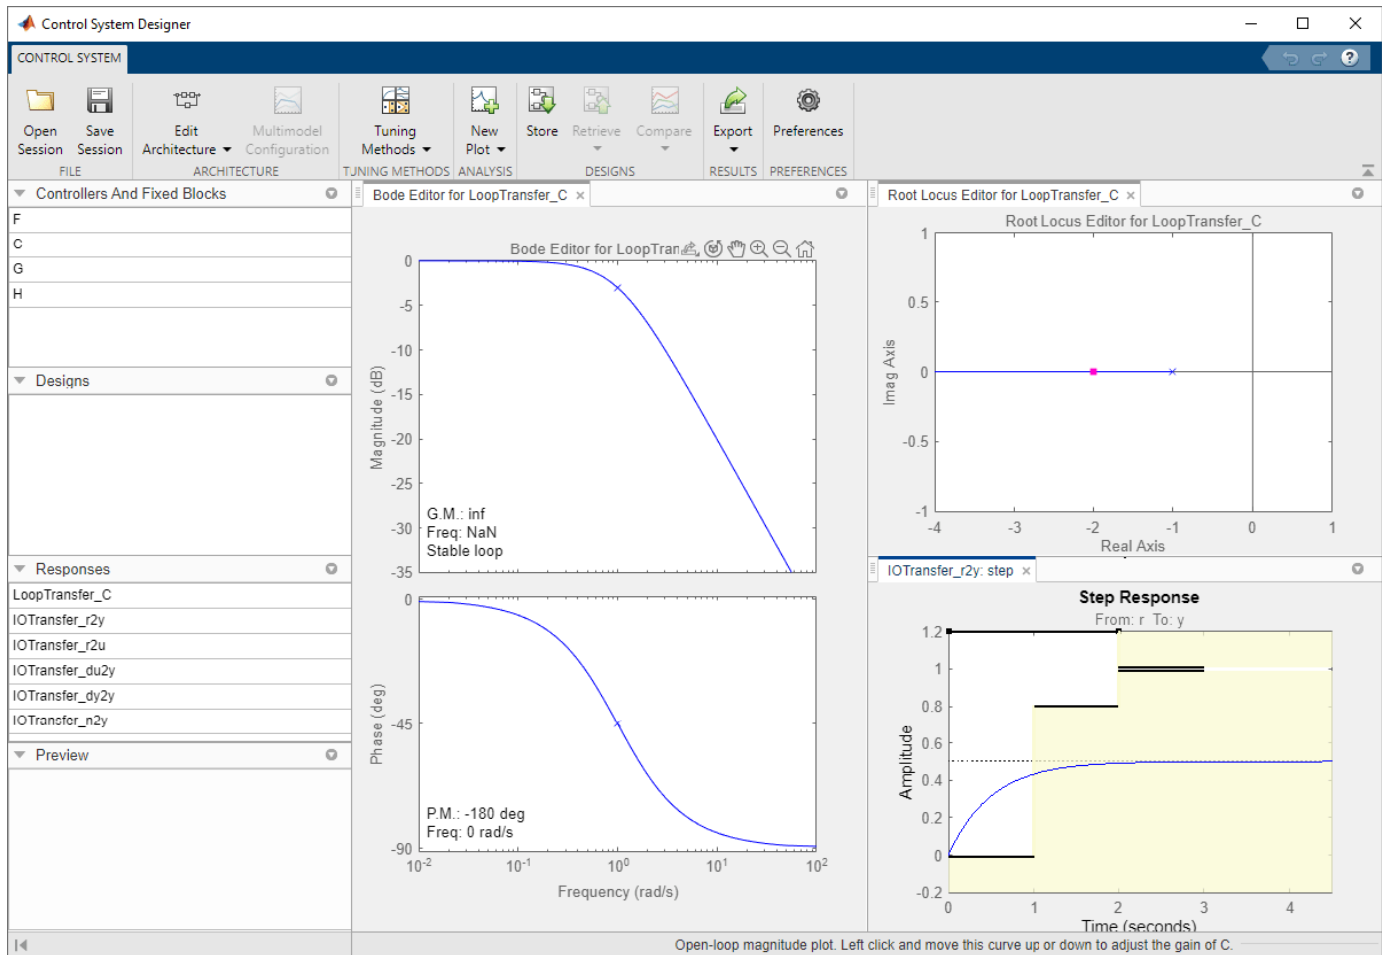 Control System Designer
CONTROL SYSTEM
?
Open Session
Save Session
Edit Architecture
Multimodel Configuration
Tuning Methods
New Plot
Store
Retrieve
Compare
Export
Preferences
FILE
ARCHITECTURE
TUNING METHODS
ANALYSIS
DESIGNS
RESULTS
PREFERENCES
Controllers And Fixed Blocks
F
C
G
H
Designs
Responses
LoopTransfer_C
IOTransfer_r2y
IOTransfer_r2u
IOTransfer_du2y
IOTransfer_dy2y
IOTransfer_n2y
Preview
Bode Editor for LoopTransfer_C
Bode Editor for LoopTran
Magnitude (dB)
0
-5
-10
-15
-20
-25
-30
-35
G.M.: inf
Freq: NaN
Stable loop
Phase (deg)
0
-45
-90
P.M.: -180 deg
Freq: 0 rad/s
10-2 10-1 100 101 102
Frequency (rad/s)
Root Locus Editor for LoopTransfer_C
Root Locus Editor for LoopTransfer_C
Imag Axis
1
0.5
0
-0.5
-1
-4 -3 -2 -1 0 1
Real Axis
IOTransfer_r2y: step
Step Response
From: r To: y
Amplitude
1.2
1
0.8
0.6
0.4
0.2
0
-0.2
0 1 2 3 4
Time (seconds)
Open-loop magnitude plot. Left click and move this curve up or down to adjust the gain of C.